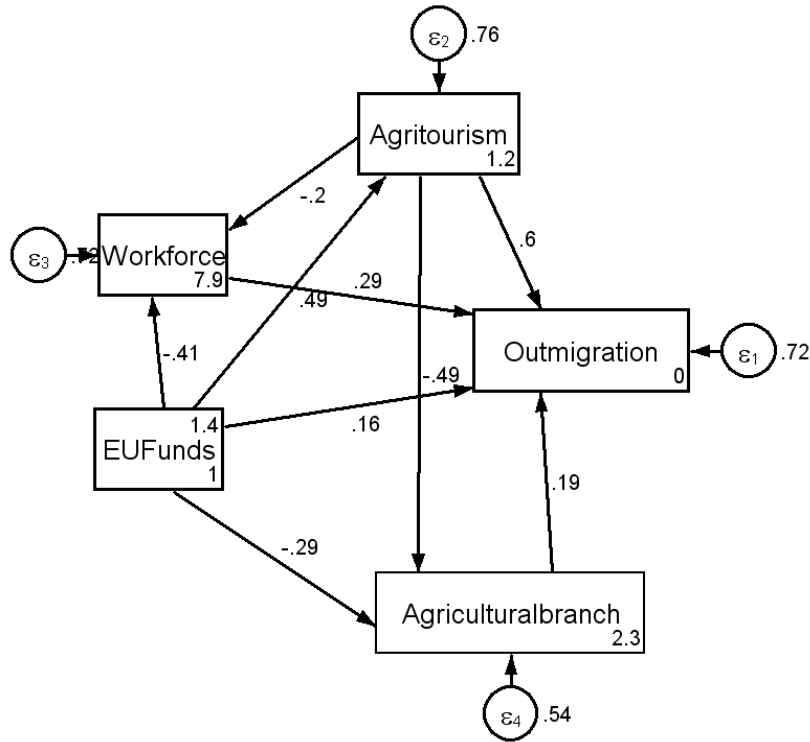 ε2 .76
Agritourism
1.2
-.2
ε3 .72 Workforce
7.9
.6
.29
.49
Outmigration
0
ε1 .72
-.41
-.49
1.4
EUFunds
1
.16
.19
-.29
Agriculturalbranch
2.3
ε4 .54